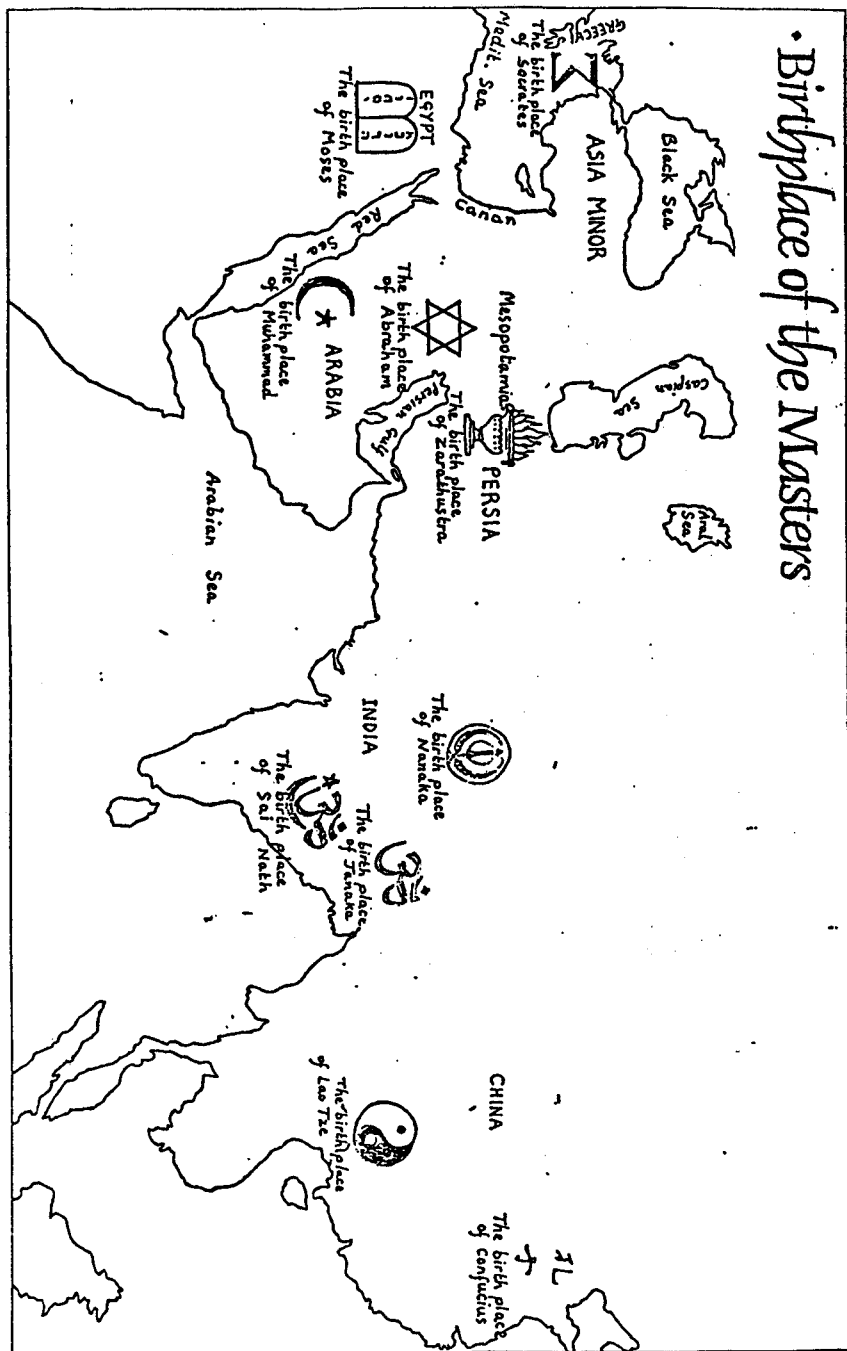 · Birthplace of the Masters
GREECE
The birth place
of Socrates
Medit. Sea
ASIA MINOR
Black Sea
Caspian
Sea
Aral
Sea
EGYPT
The birth place
of Moses
Canan
Red
Sea
Mesopotamia
The birth place
of Abraham
ARABIA
The birth place
of Muhammad
Persian Gulf
PERSIA
The birth place
of Zarathustra
Arabian Sea
INDIA
The birth place
of Nanaka
The birth place
of Janaka
The birth place
of Sai Nath
CHINA
The birth place
of Lao Tze
The birth place
of Confucius